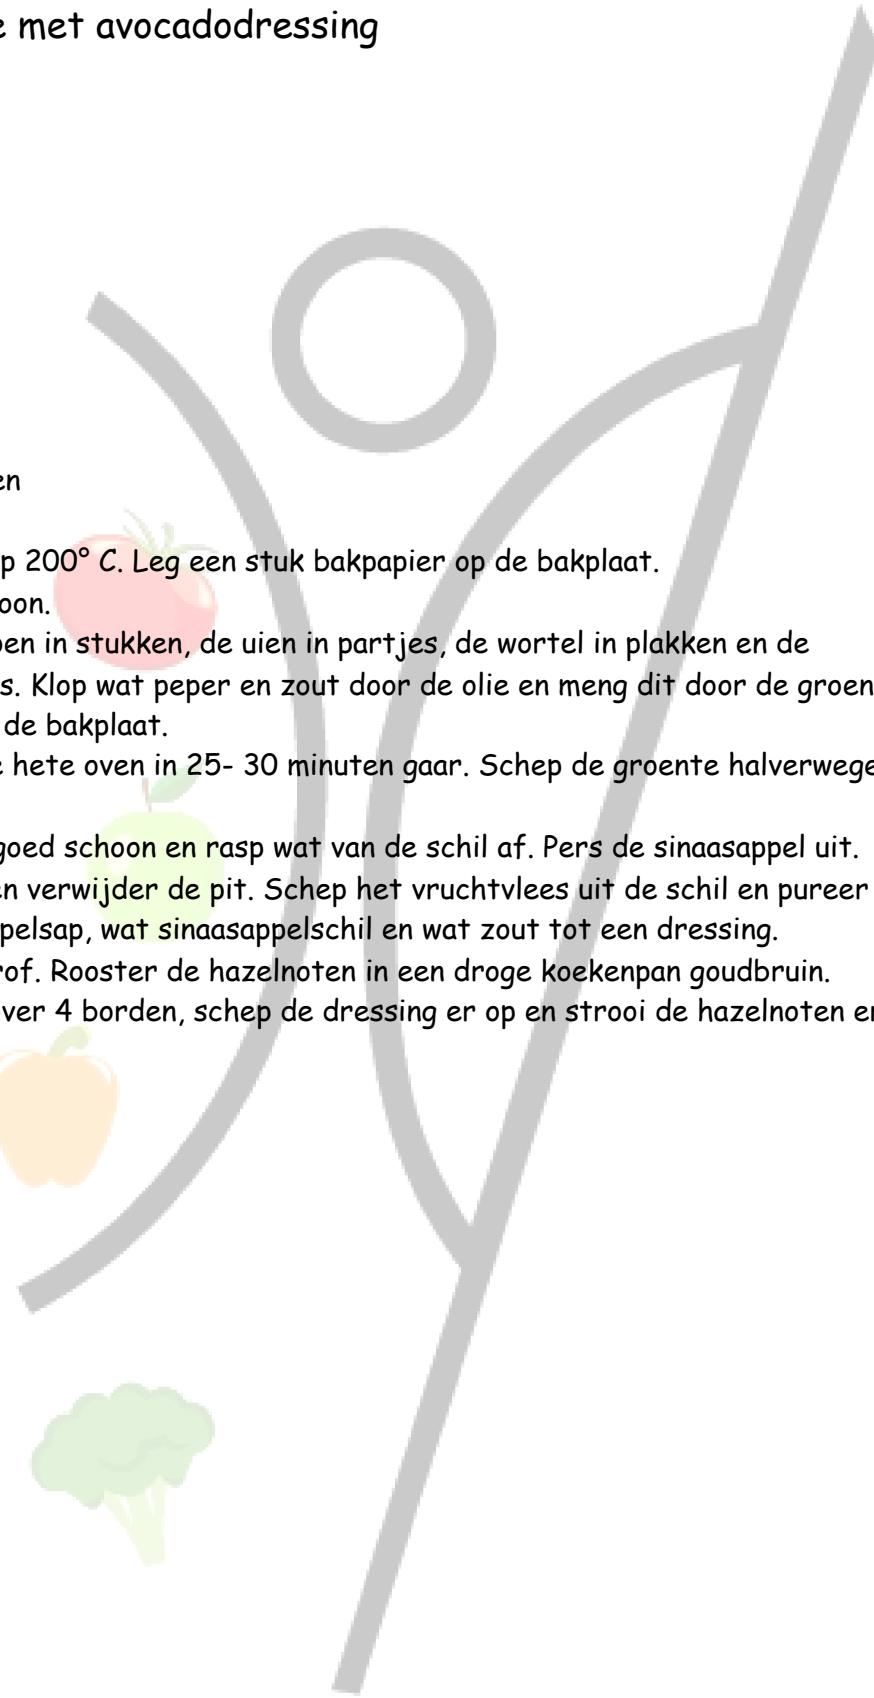 e met avocadodressing
en
p 200° C. Leg een stuk bakpapier op de bakplaat.
oon.
en in stukken, de uien in partjes, de wortel in plakken en de
s. Klop wat peper en zout door de olie en meng dit door de groen
de bakplaat.
e hete oven in 25- 30 minuten gaar. Schep de groente halverwege
goed schoon en rasp wat van de schil af. Pers de sinaasappel uit.
en verwijder de pit. Schep het vruchtvlees uit de schil en pureer
pelsap, wat sinaasappelschil en wat zout tot een dressing.
rof. Rooster de hazelnoten in een droge koekenpan goudbruin.
ver 4 borden, schep de dressing er op en strooi de hazelnoten er